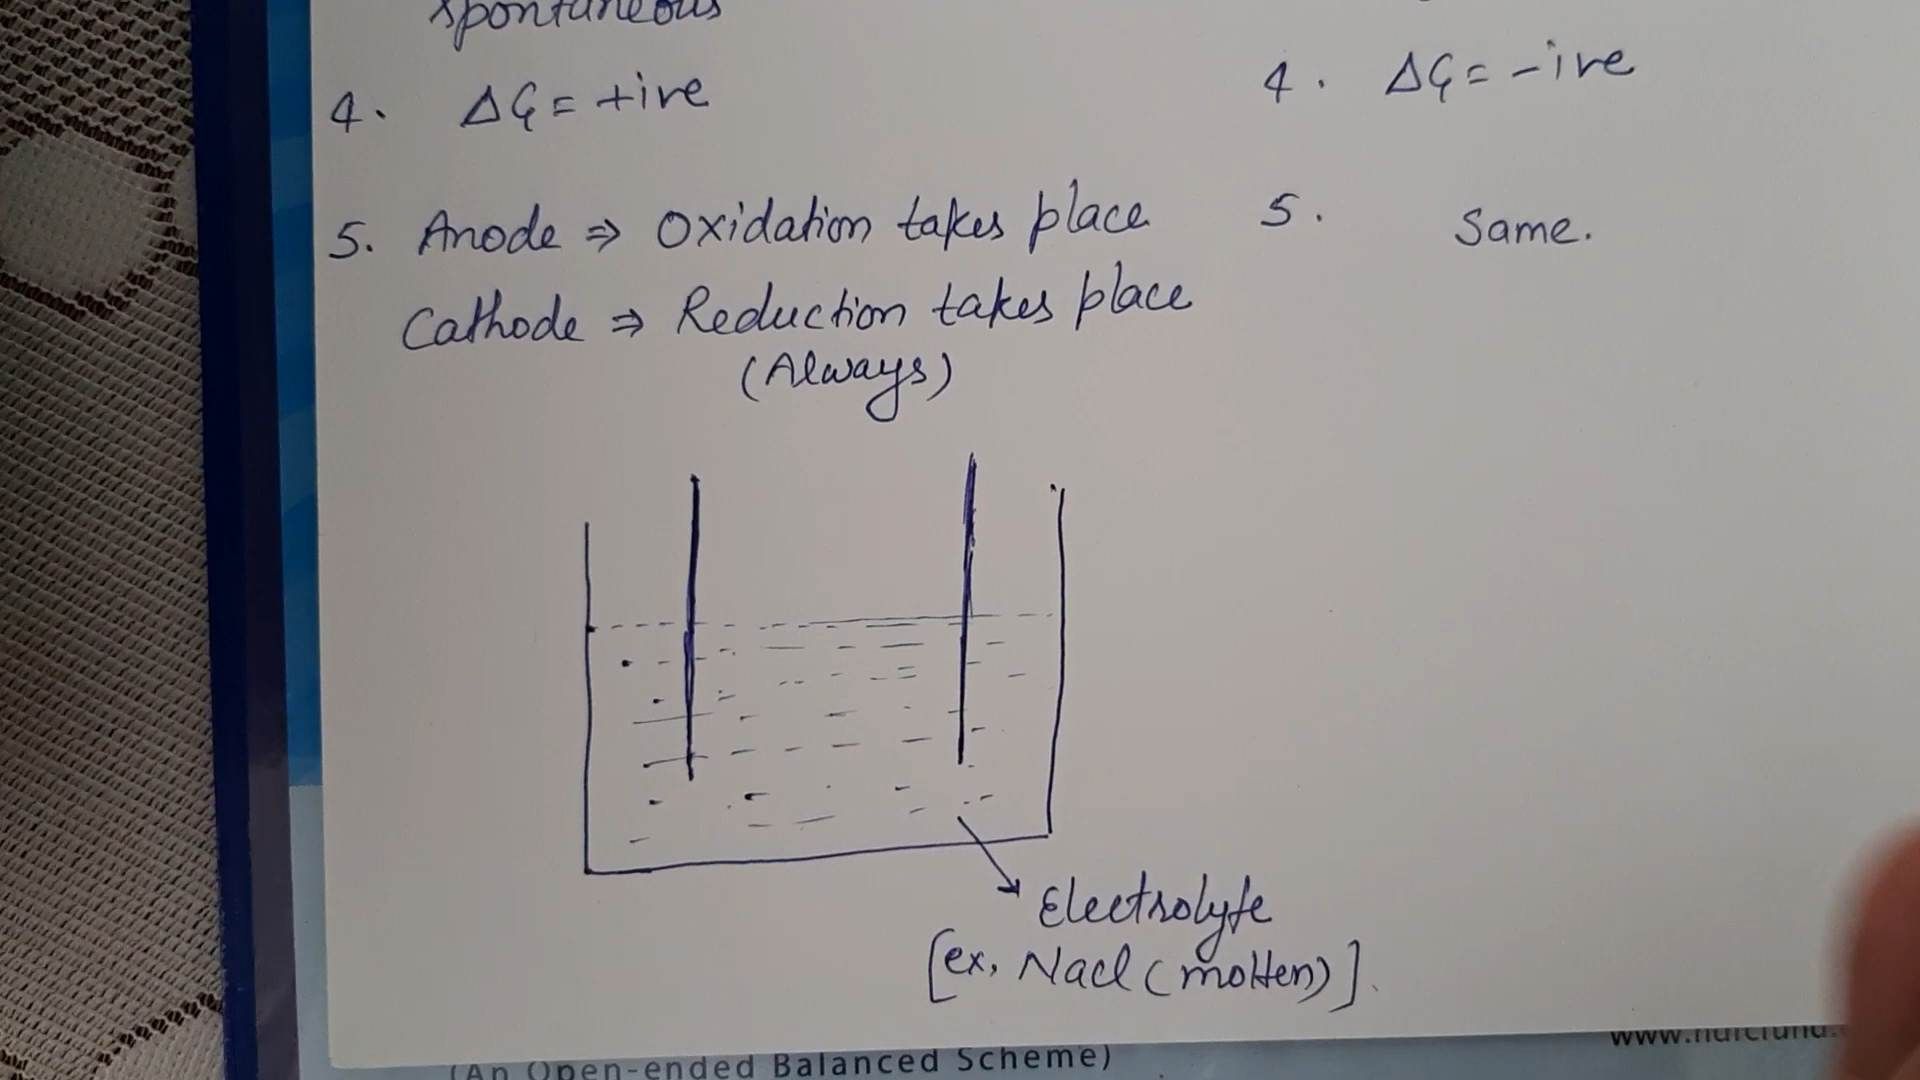 spontaneous
4. ΔG = +ive
4. ΔG = -ive
5. Anode ⇒ Oxidation takes place
Cathode ⇒ Reduction takes place
(Always)
5. Same.
Electrolyte
[ex, Nacl (molten)].
(An Open-ended Balanced Scheme)